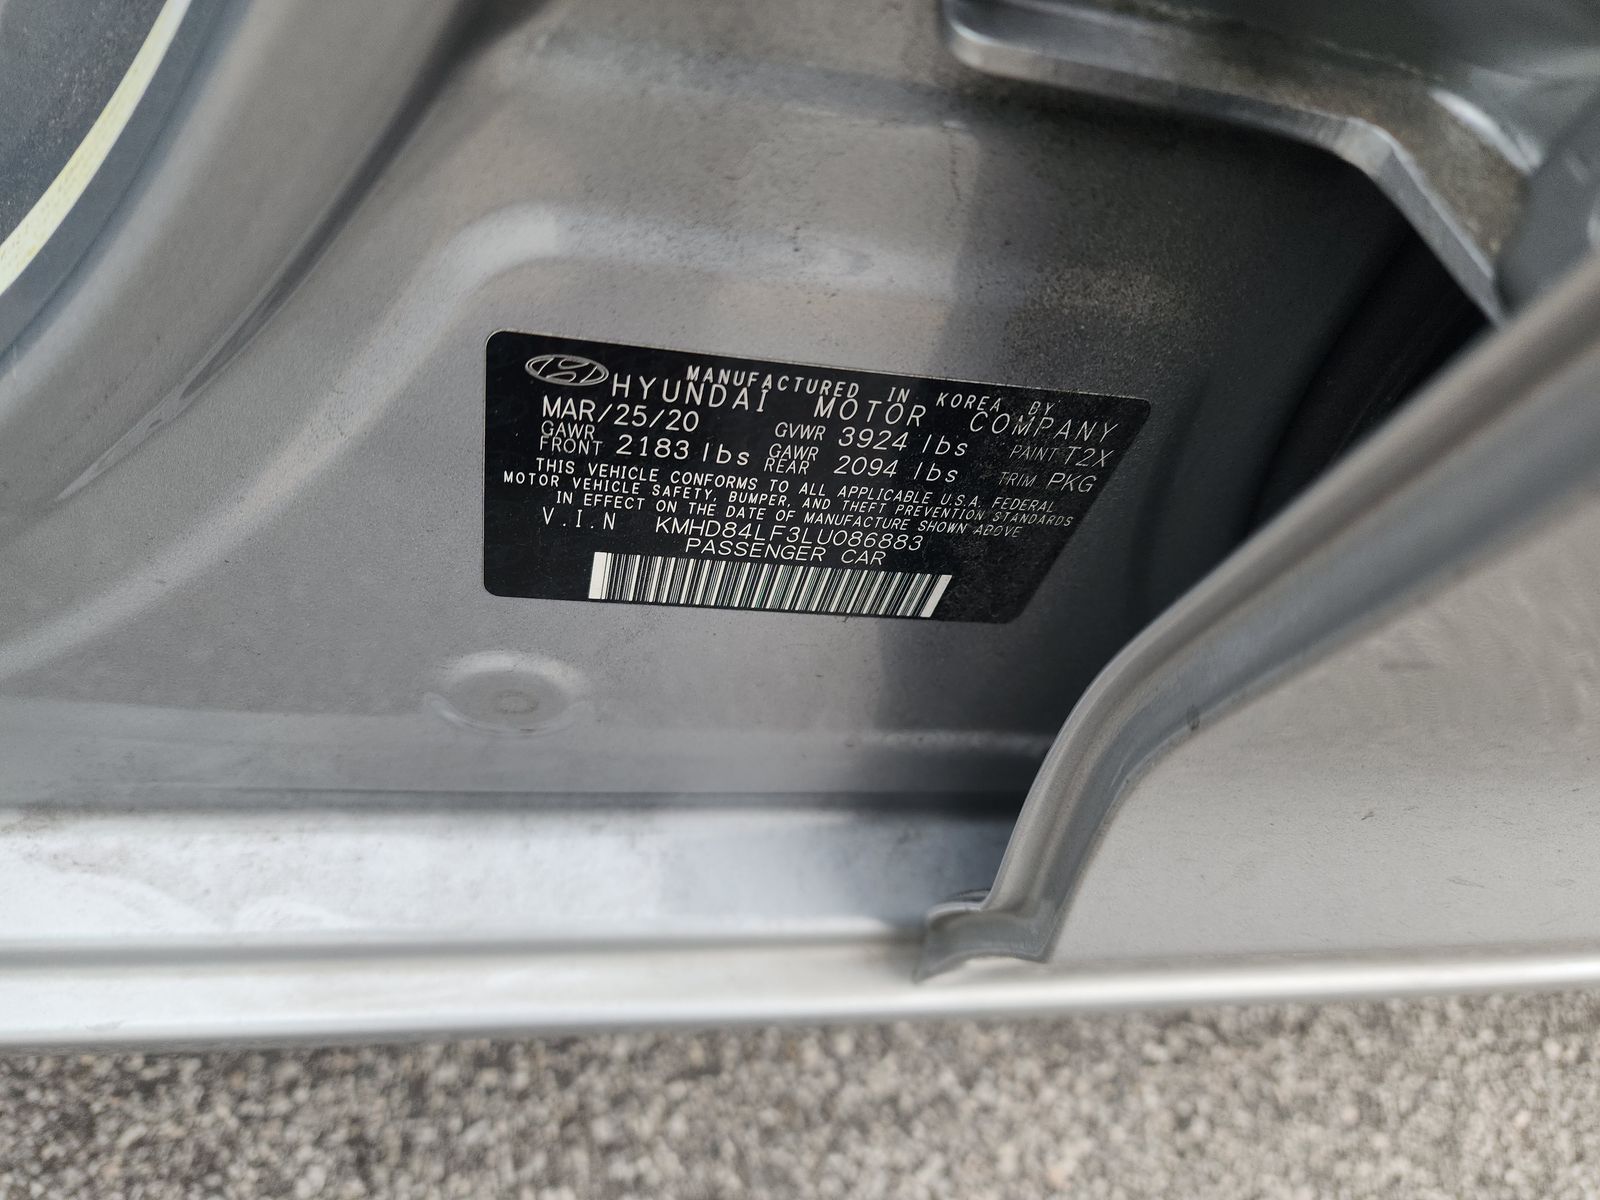 MANUFACTURED IN KOREA BY
HYUNDAI MOTOR COMPANY
MAR/25/20 GVWR 3924 lbs PAINT T2X
GAWR FRONT 2183 lbs GAWR REAR 2094 lbs TRIM PKG
THIS VEHICLE CONFORMS TO ALL APPLICABLE U.S.A. FEDERAL
MOTOR VEHICLE SAFETY, BUMPER, AND THEFT PREVENTION STANDARDS
IN EFFECT ON THE DATE OF MANUFACTURE SHOWN ABOVE
V.I.N KMHD84LF3LU086883
PASSENGER CAR